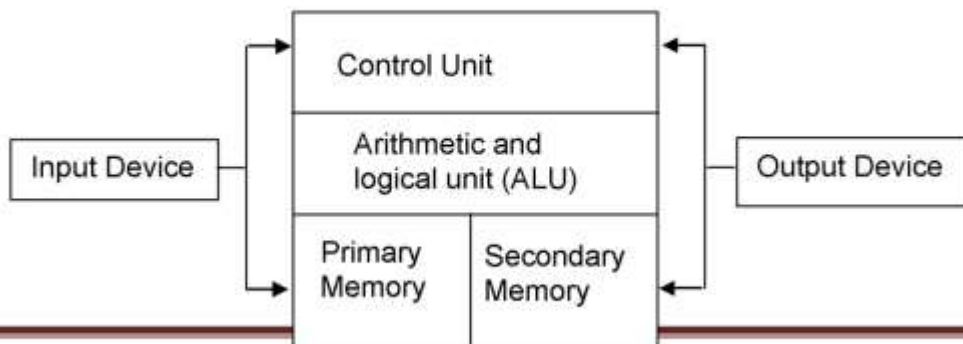 Control Unit
Input Device
Arithmetic and
logical unit (ALU)
Output Device
Primary
Memory
Secondary
Memory